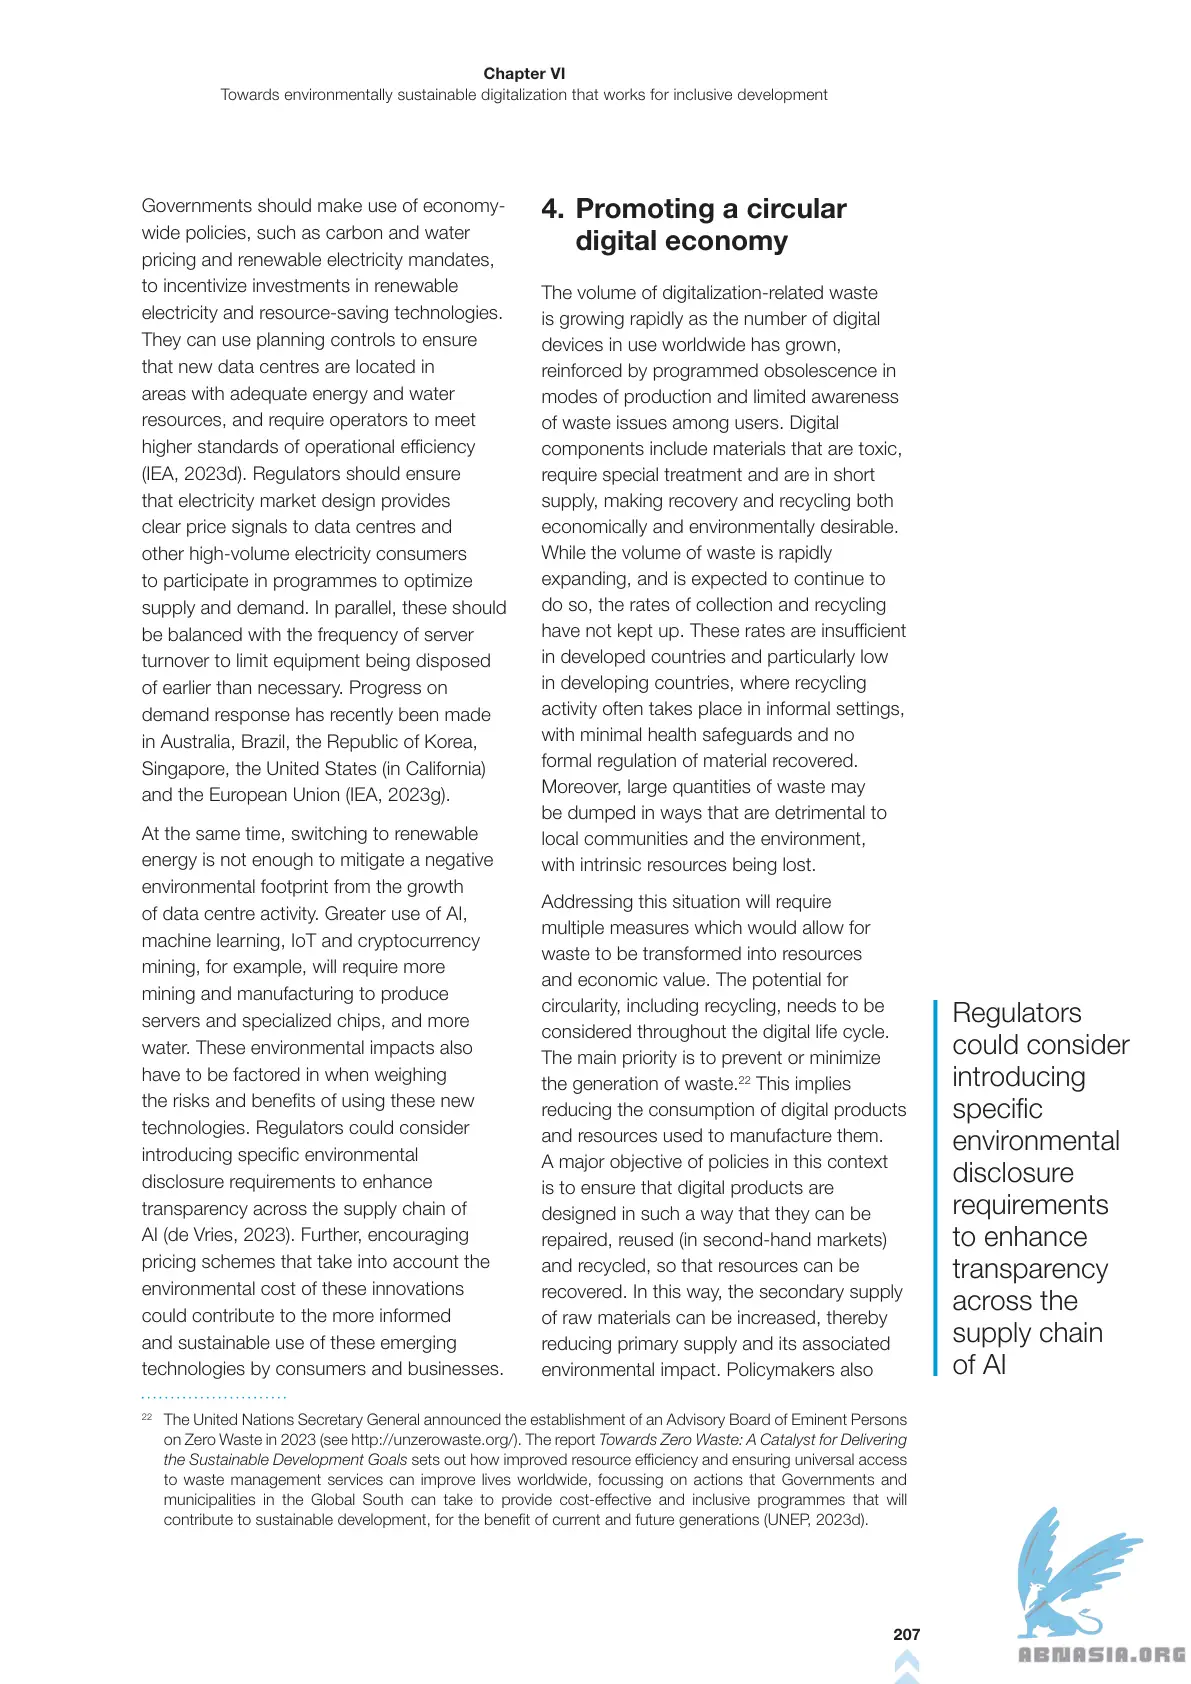 Chapter VI
Towards environmentally sustainable digitalization that works for inclusive development
Governments should make use of economy-
wide policies, such as carbon and water
pricing and renewable electricity mandates,
to incentivize investments in renewable
electricity and resource-saving technologies.
They can use planning controls to ensure
that new data centres are located in
areas with adequate energy and water
resources, and require operators to meet
higher standards of operational efficiency
(IEA, 2023d). Regulators should ensure
that electricity market design provides
clear price signals to data centres and
other high-volume electricity consumers
to participate in programmes to optimize
supply and demand. In parallel, these should
be balanced with the frequency of server
turnover to limit equipment being disposed
of earlier than necessary. Progress on
demand response has recently been made
in Australia, Brazil, the Republic of Korea,
Singapore, the United States (in California)
and the European Union (IEA, 2023g).
At the same time, switching to renewable
energy is not enough to mitigate a negative
environmental footprint from the growth
of data centre activity. Greater use of AI,
machine learning, IoT and cryptocurrency
mining, for example, will require more
mining and manufacturing to produce
servers and specialized chips, and more
water. These environmental impacts also
have to be factored in when weighing
the risks and benefits of using these new
technologies. Regulators could consider
introducing specific environmental
disclosure requirements to enhance
transparency across the supply chain of
AI (de Vries, 2023). Further, encouraging
pricing schemes that take into account the
environmental cost of these innovations
could contribute to the more informed
and sustainable use of these emerging
technologies by consumers and businesses.
4. Promoting a circular
digital economy
The volume of digitalization-related waste
is growing rapidly as the number of digital
devices in use worldwide has grown,
reinforced by programmed obsolescence in
modes of production and limited awareness
of waste issues among users. Digital
components include materials that are toxic,
require special treatment and are in short
supply, making recovery and recycling both
economically and environmentally desirable.
While the volume of waste is rapidly
expanding, and is expected to continue to
do so, the rates of collection and recycling
have not kept up. These rates are insufficient
in developed countries and particularly low
in developing countries, where recycling
activity often takes place in informal settings,
with minimal health safeguards and no
formal regulation of material recovered.
Moreover, large quantities of waste may
be dumped in ways that are detrimental to
local communities and the environment,
with intrinsic resources being lost.
Addressing this situation will require
multiple measures which would allow for
waste to be transformed into resources
and economic value. The potential for
circularity, including recycling, needs to be
considered throughout the digital life cycle.
The main priority is to prevent or minimize
the generation of waste.22 This implies
reducing the consumption of digital products
and resources used to manufacture them.
A major objective of policies in this context
is to ensure that digital products are
designed in such a way that they can be
repaired, reused (in second-hand markets)
and recycled, so that resources can be
recovered. In this way, the secondary supply
of raw materials can be increased, thereby
reducing primary supply and its associated
environmental impact. Policymakers also
Regulators
could consider
introducing
specific
environmental
disclosure
requirements
to enhance
transparency
across the
supply chain
of AI
22 The United Nations Secretary General announced the establishment of an Advisory Board of Eminent Persons
on Zero Waste in 2023 (see http://unzerowaste.org/). The report Towards Zero Waste: A Catalyst for Delivering
the Sustainable Development Goals sets out how improved resource efficiency and ensuring universal access
to waste management services can improve lives worldwide, focussing on actions that Governments and
municipalities in the Global South can take to provide cost-effective and inclusive programmes that will
contribute to sustainable development, for the benefit of current and future generations (UNEP, 2023d).
207
ABNASIA.ORG